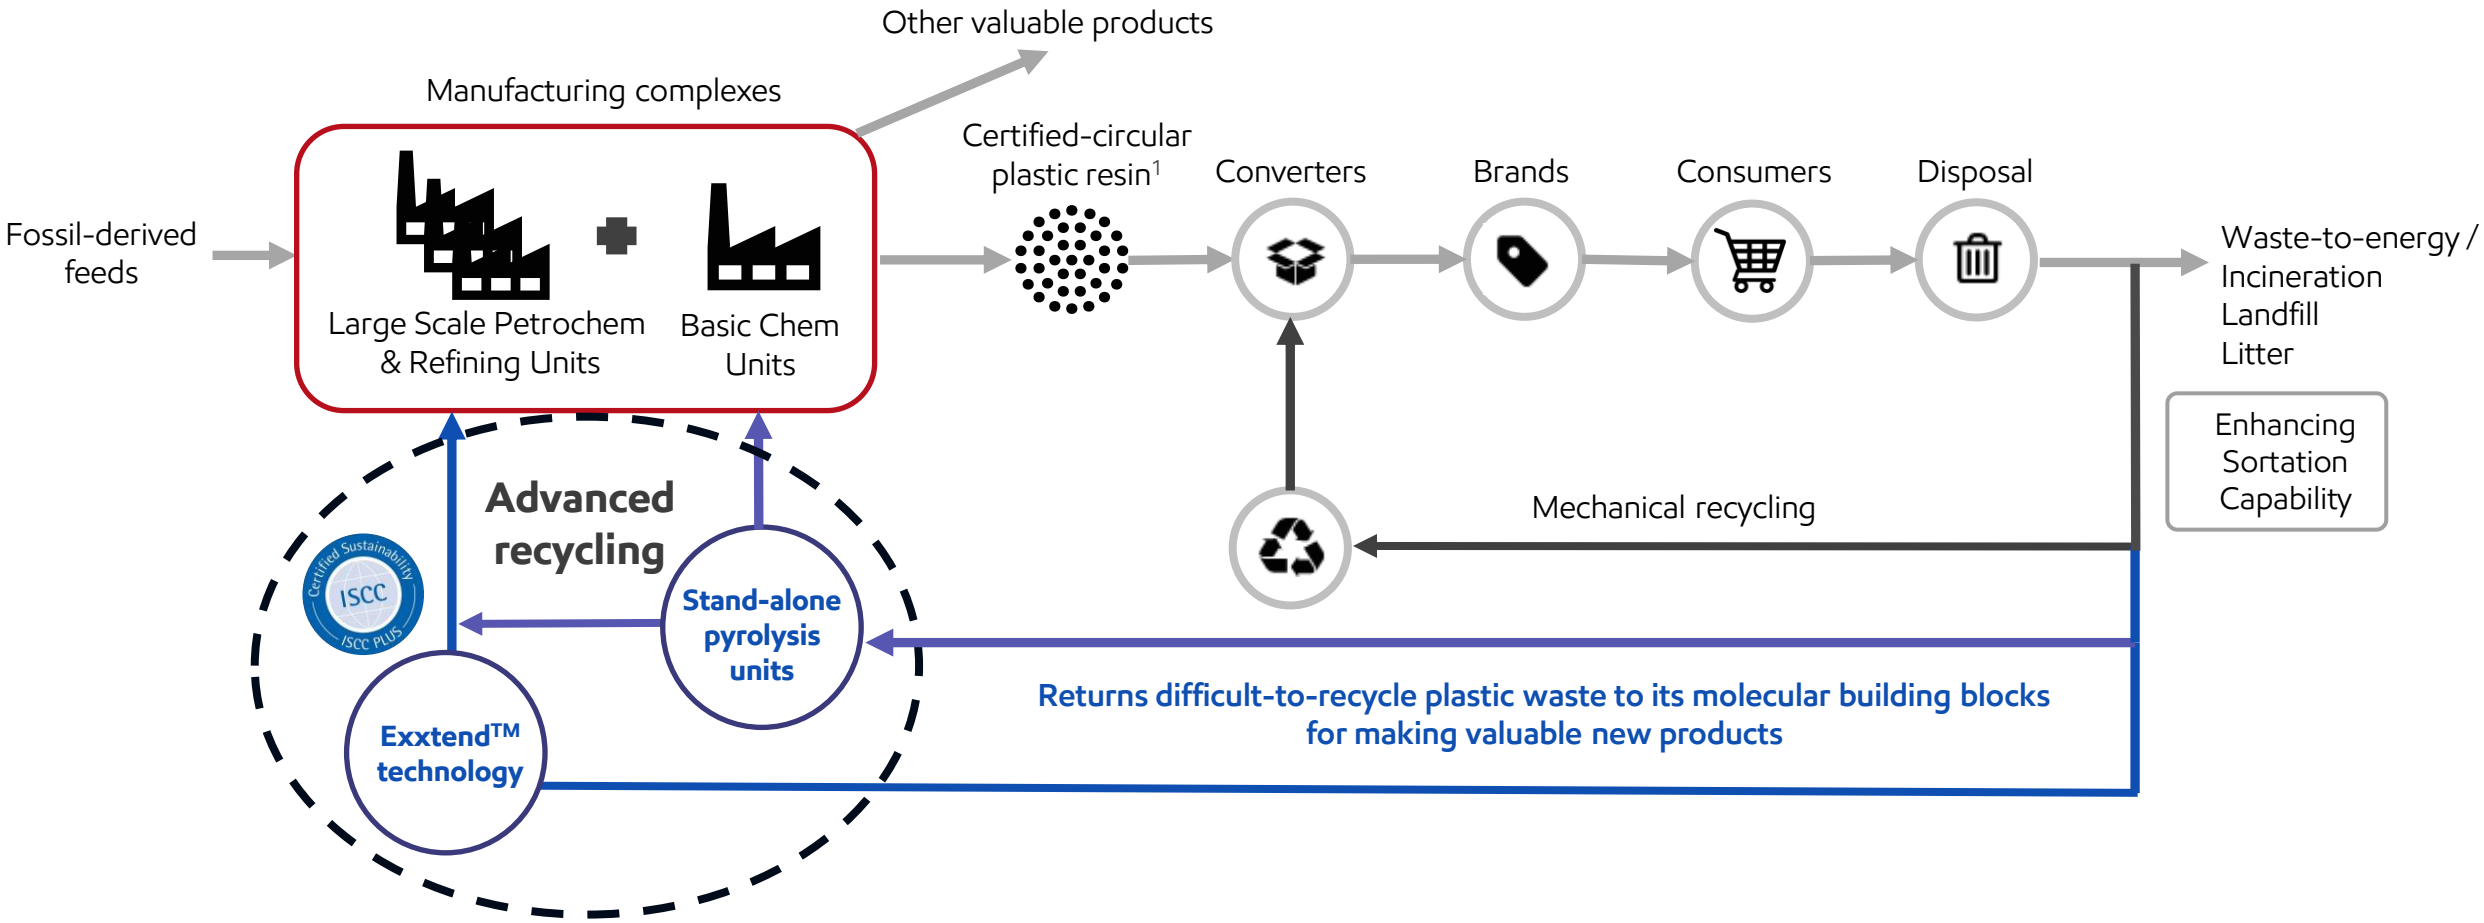 Other valuable products
Manufacturing complexes
Fossil-derived
feeds
Large Scale Petrochem
& Refining Units
Basic Chem
Units
Certified-circular
plastic resin1
Converters
Brands
Consumers
Disposal
Waste-to-energy /
Incineration
Landfill
Litter
Enhancing
Sortation
Capability
Mechanical recycling
Advanced
recycling
Certified Sustainability
ISCC
ISCC PLUS
Stand-alone
pyrolysis
units
Exxtend™
technology
Returns difficult-to-recycle plastic waste to its molecular building blocks
for making valuable new products